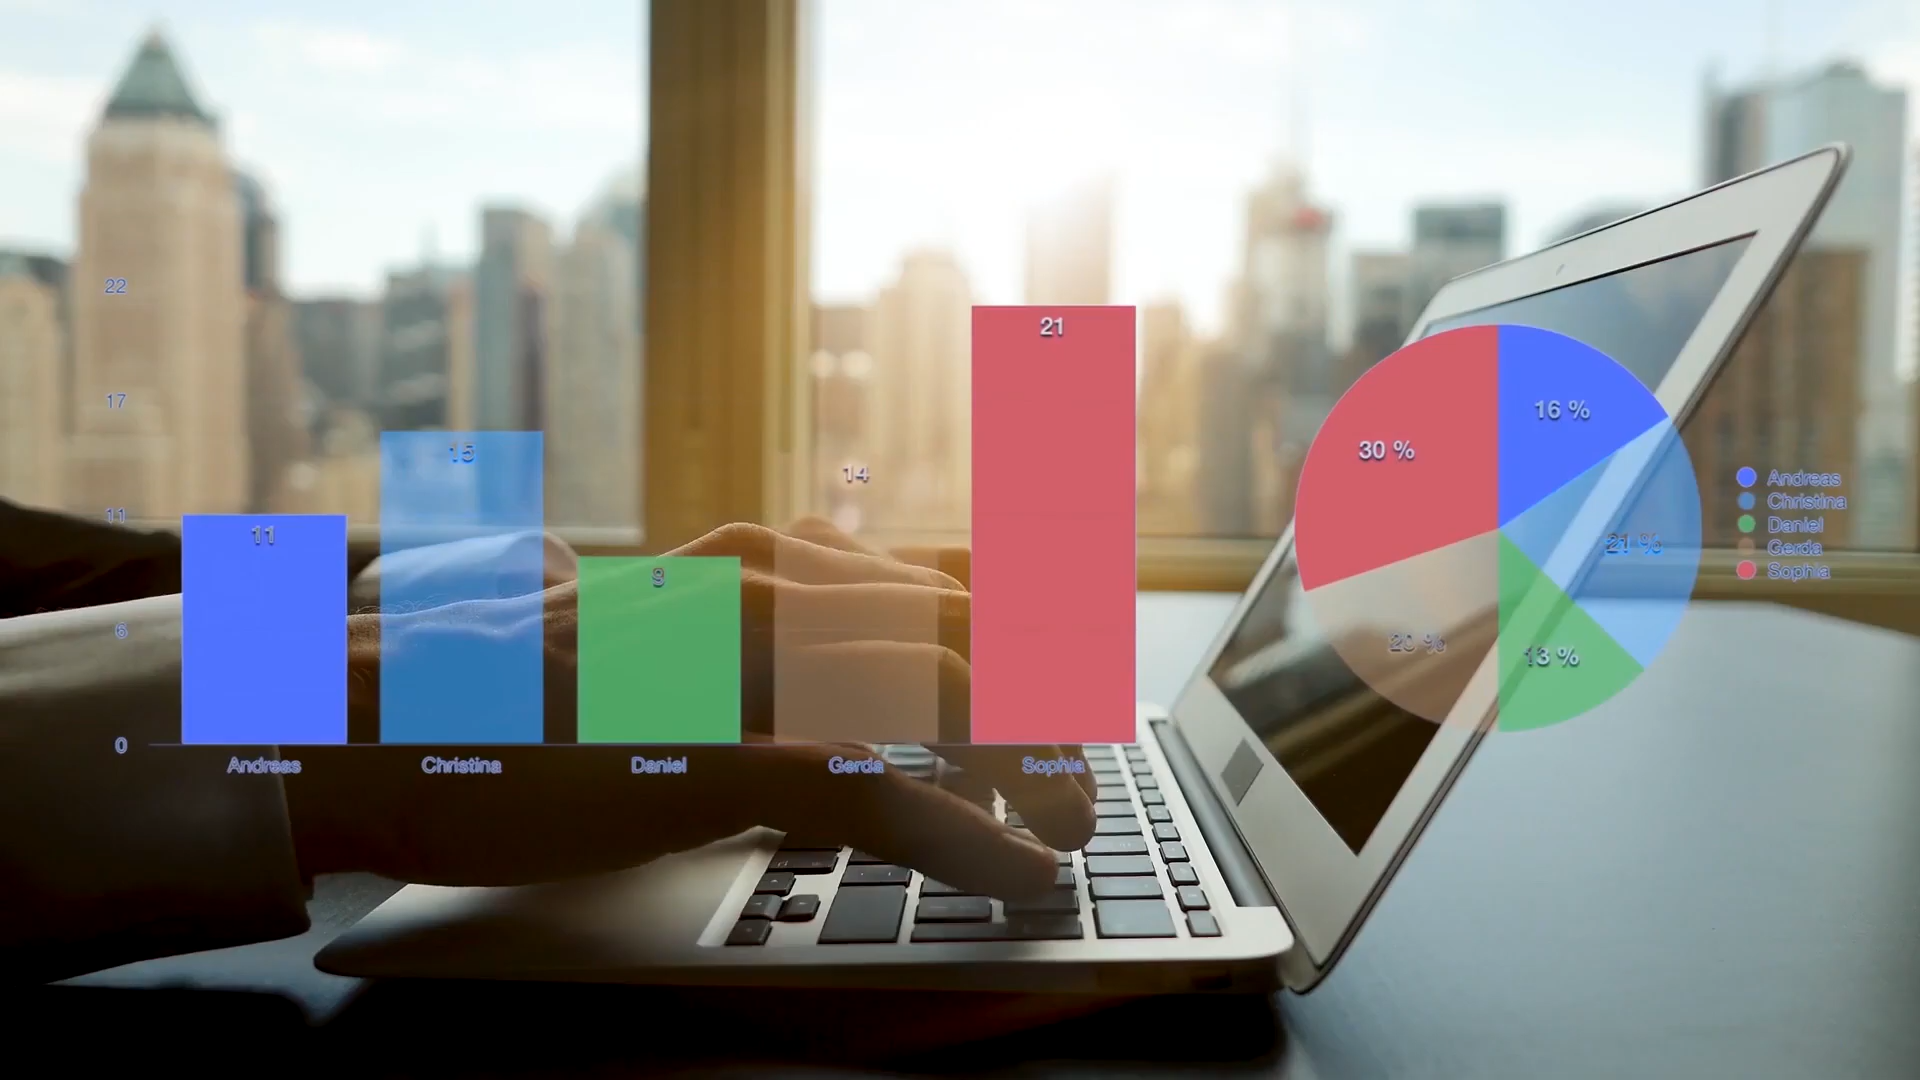 22
17
11
6
0
11
15
9
14
21
Andreas
Christina
Daniel
Gerda
Sophia
30 %
16 %
21 %
20 %
13 %
Andreas
Christina
Daniel
Gerda
Sophia